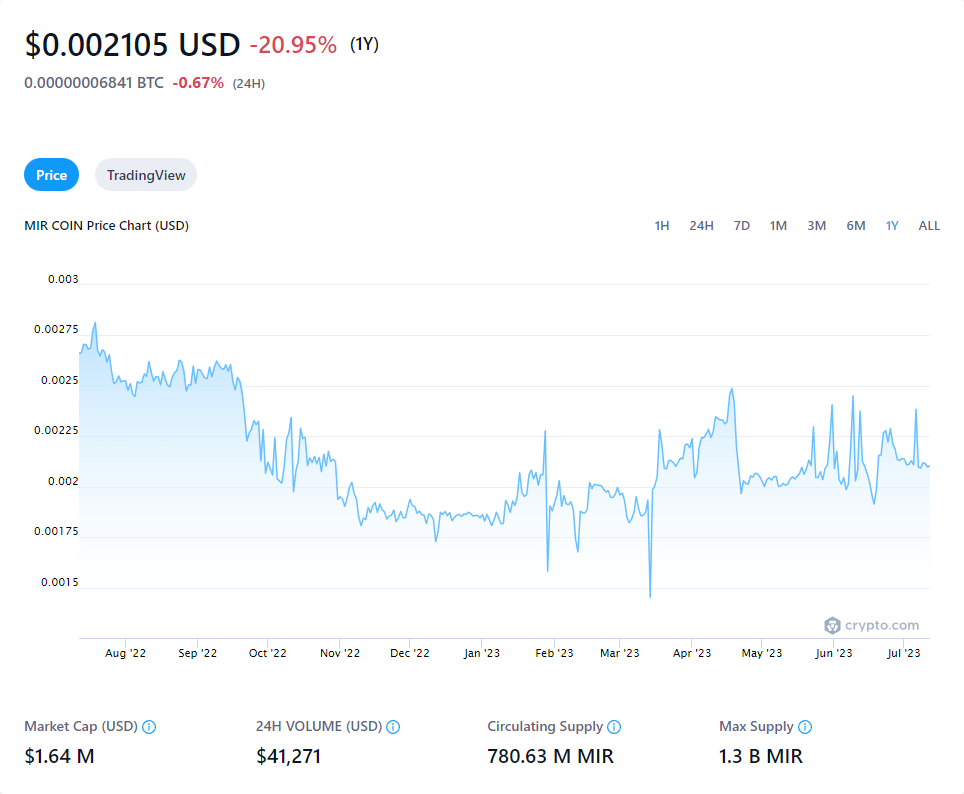 $0.002105 USD -20.95% (1Y)
0.00000006841 BTC -0.67% (24H)
Price TradingView
MIR COIN Price Chart (USD) 1H 24H 7D 1M 3M 6M 1Y ALL
0.003
0.00275
0.0025
0.00225
0.002
0.00175
0.0015
crypto.com
Aug '22 Sep '22 Oct '22 Nov '22 Dec '22 Jan '23 Feb '23 Mar '23 Apr '23 May '23 Jun '23 Jul '23
Market Cap (USD) 24H VOLUME (USD) Circulating Supply Max Supply
$1.64 M $41,271 780.63 M MIR 1.3 B MIR